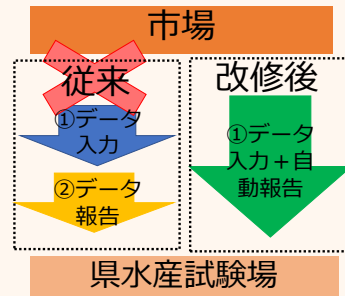 市場
従来
①データ
入力
②データ
報告
改修後
①データ
入力＋自
動報告
県水産試験場